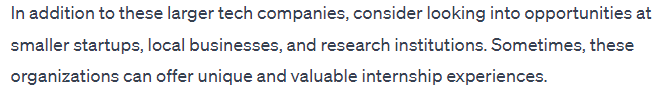 In addition to these larger tech companies, consider looking into opportunities at
smaller startups, local businesses, and research institutions. Sometimes, these
organizations can offer unique and valuable internship experiences.